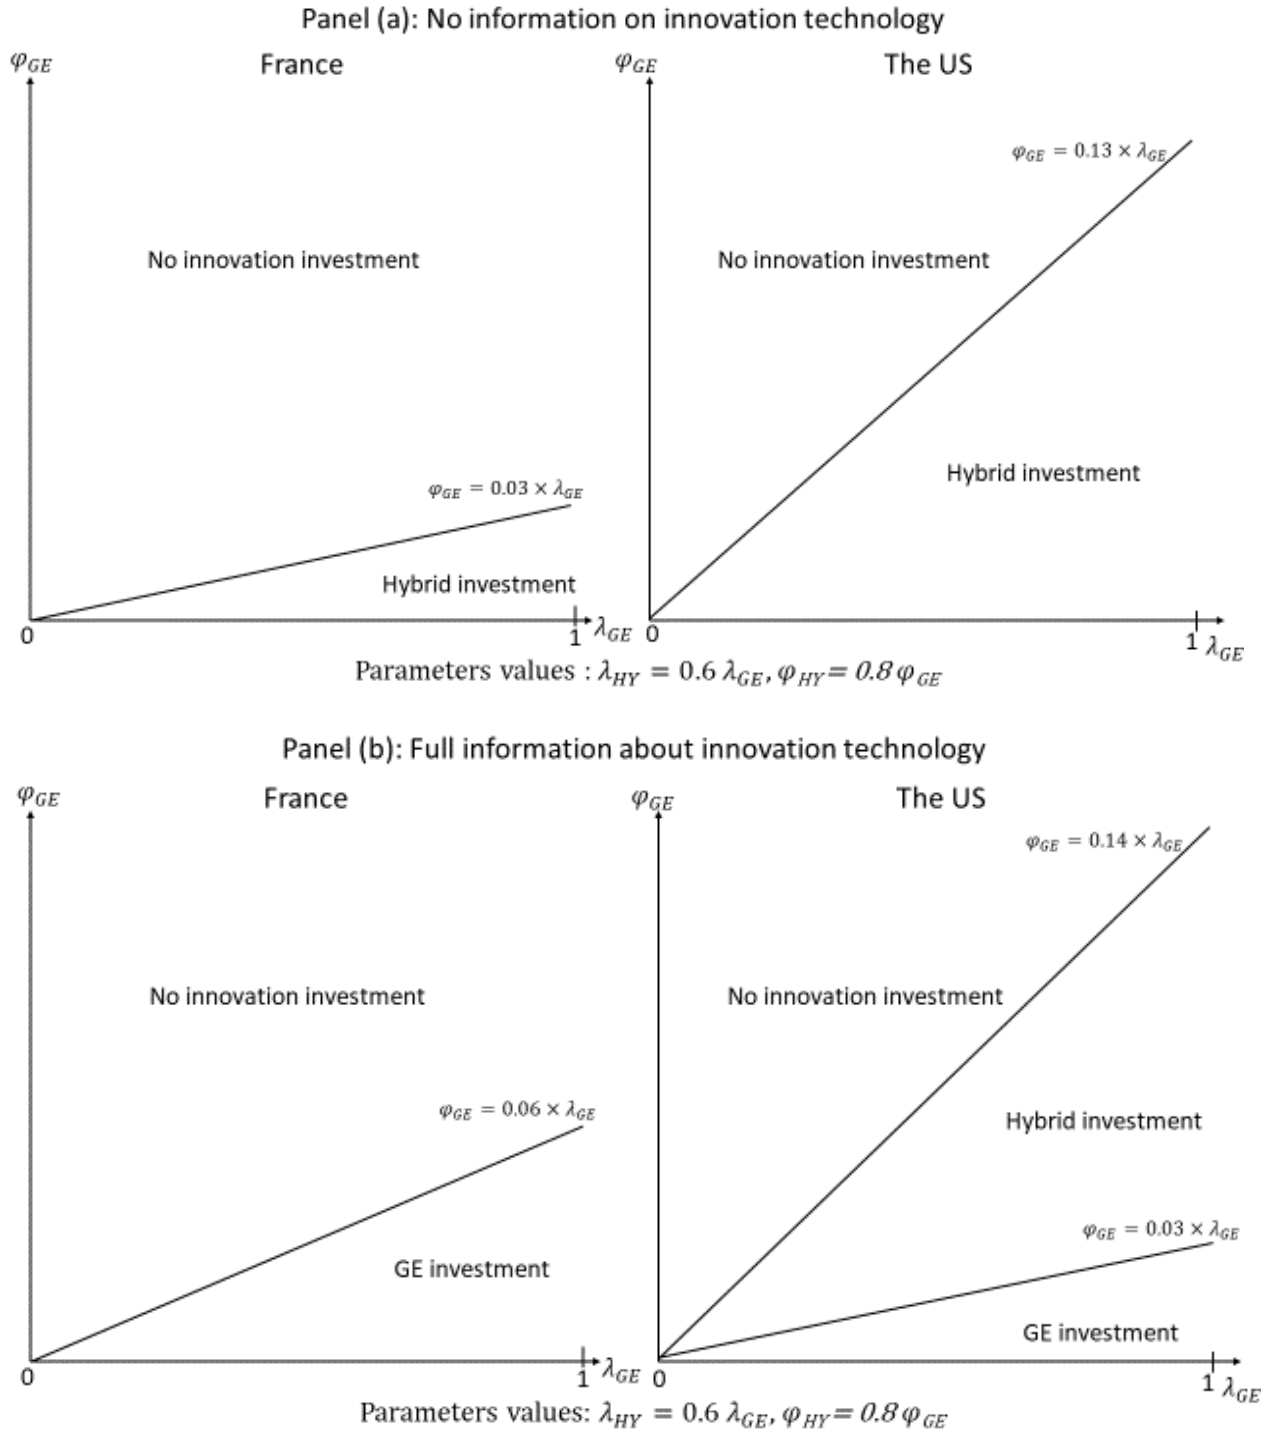 Panel (a): No information on innovation technology
φGE France φGE The US
φGE = 0.13 × λGE
No innovation investment No innovation investment
Hybrid investment
φGE = 0.03 × λGE
Hybrid investment
0 1 λGE 0 1 λGE
Parameters values : λHY = 0.6 λGE, φHY= 0.8 φGE
Panel (b): Full information about innovation technology
φGE France φGE The US
φGE = 0.14 × λGE
No innovation investment No innovation investment
φGE = 0.06 × λGE
Hybrid investment
φGE = 0.03 × λGE
GE investment
GE investment
0 1 λGE 0 1 λGE
Parameters values: λHY = 0.6 λGE, φHY= 0.8 φGE